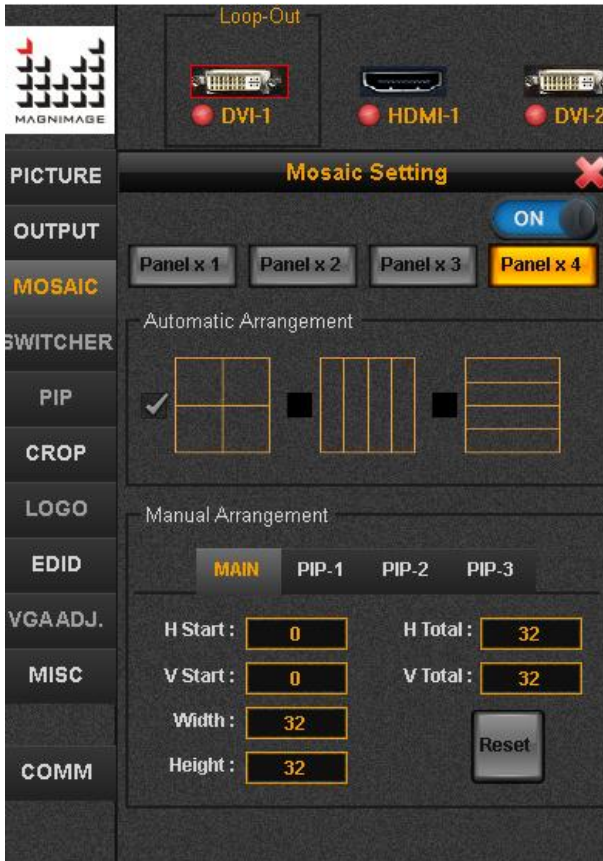 Loop-Out
MAGNIMAGE
DVI-1
HDMI-1
DVI-2
PICTURE
OUTPUT
MOSAIC
SWITCHER
PIP
CROP
LOGO
EDID
VGA ADJ.
MISC
COMM
Mosaic Setting
ON
Panel x 1
Panel x 2
Panel x 3
Panel x 4
Automatic Arrangement
Manual Arrangement
MAIN PIP-1 PIP-2 PIP-3
H Start : 0 H Total : 32
V Start : 0 V Total : 32
Width : 32
Height : 32
Reset